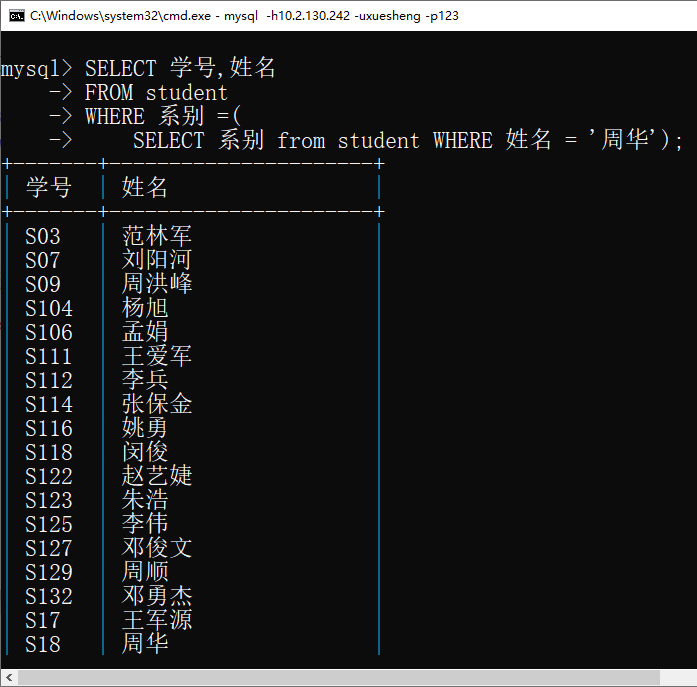 C:\Windows\system32\cmd.exe - mysql  -h10.2.130.242 -uxuesheng -p123
mysql> SELECT 学号,姓名
    -> FROM student
    -> WHERE 系别 =(
    ->     SELECT 系别 from student WHERE 姓名 = '周华');
+------+----------------------+
| 学号  | 姓名                 |
+------+----------------------+
| S03  | 范林军 |
| S07  | 刘阳河 |
| S09  | 周洪峰 |
| S104 | 杨旭 |
| S106 | 孟娟 |
| S111 | 王爱军 |
| S112 | 李兵 |
| S114 | 张保金 |
| S116 | 姚勇 |
| S118 | 闵俊 |
| S122 | 赵艺婕 |
| S123 | 朱浩 |
| S125 | 李伟 |
| S127 | 邓俊文 |
| S129 | 周顺 |
| S132 | 邓勇杰 |
| S17  | 王军源 |
| S18  | 周华 |